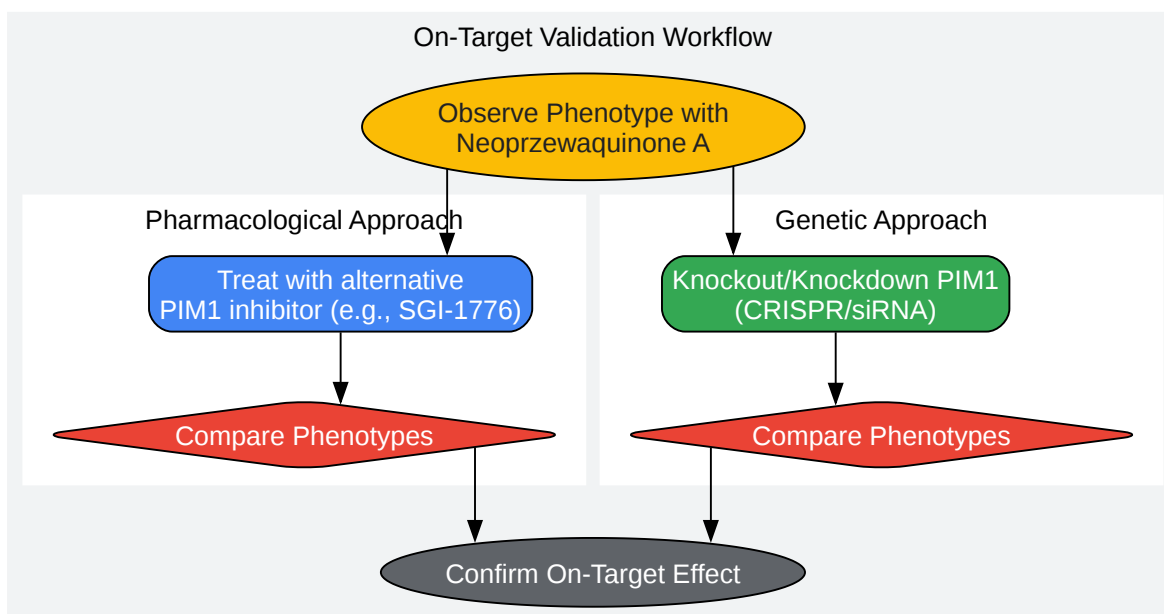 On-Target Validation Workflow
Observe Phenotype with
Neoprzewaquinone A
Pharmacological Approach
Genetic Approach
Treat with alternative
PIM1 inhibitor (e.g., SGI-1776)
Knockout/Knockdown PIM1
(CRISPR/siRNA)
Compare Phenotypes
Compare Phenotypes
Confirm On-Target Effect